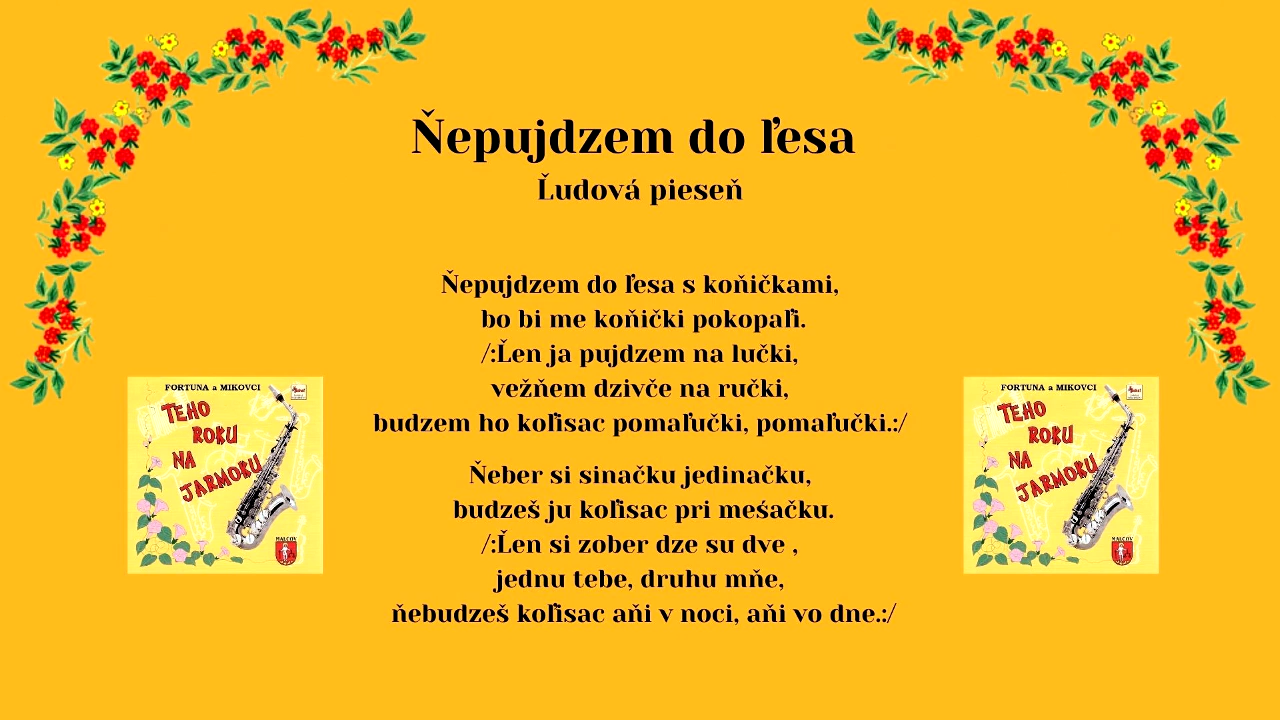 Ňepujdzem do ľesa
Ľudová pieseň
Ňepujdzem do ľesa s koňičkami,
bo bi me koňički pokopaľi.
/:Ľen ja pujdzem na lučki,
vežňem dzivče na ručki,
budzem ho koľisac pomaľučki, pomaľučki.:/
Ňeber si sinačku jedinačku,
budzeš ju koľisac pri meśačku.
/:Ľen si zober dze su dve ,
jednu tebe, druhu mňe,
ňebudzeš koľisac aňi v noci, aňi vo dne.:/
FORTUNA a MIKOVCI
TEHO
ROKU
NA
JARMOKU
MALCOV
FORTUNA a MIKOVCI
TEHO
ROKU
NA
JARMOKU
MALCOV